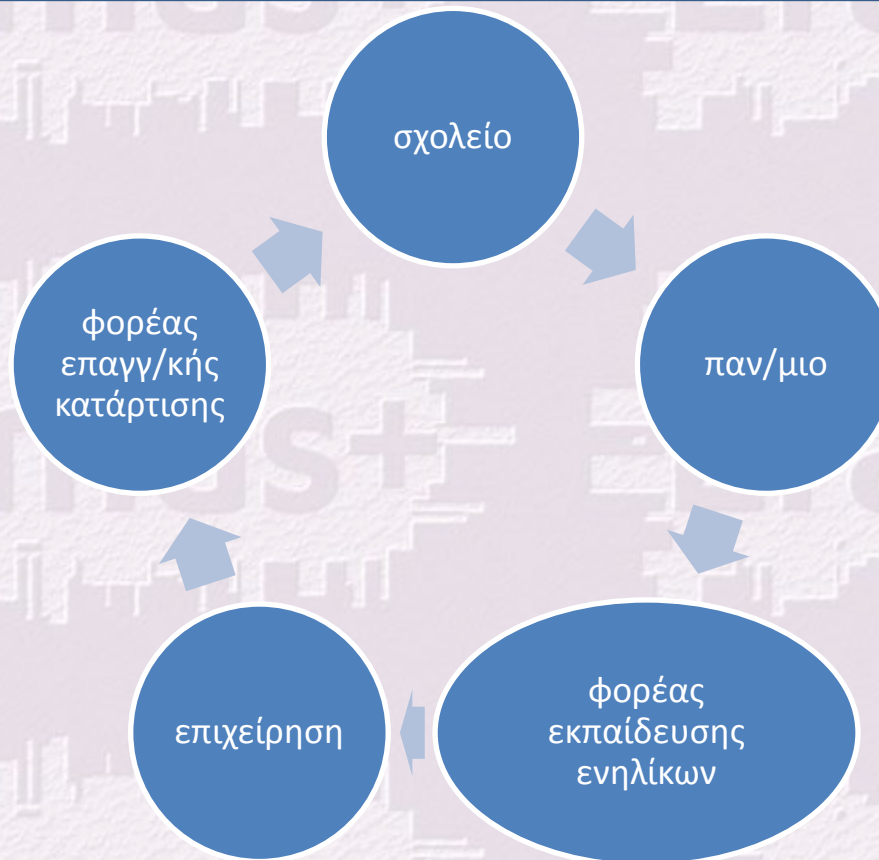 σχολείο
παν/μιο
φορέας
εκπαίδευσης
ενηλίκων
επιχείρηση
φορέας
επαγγ/κής
κατάρτισης